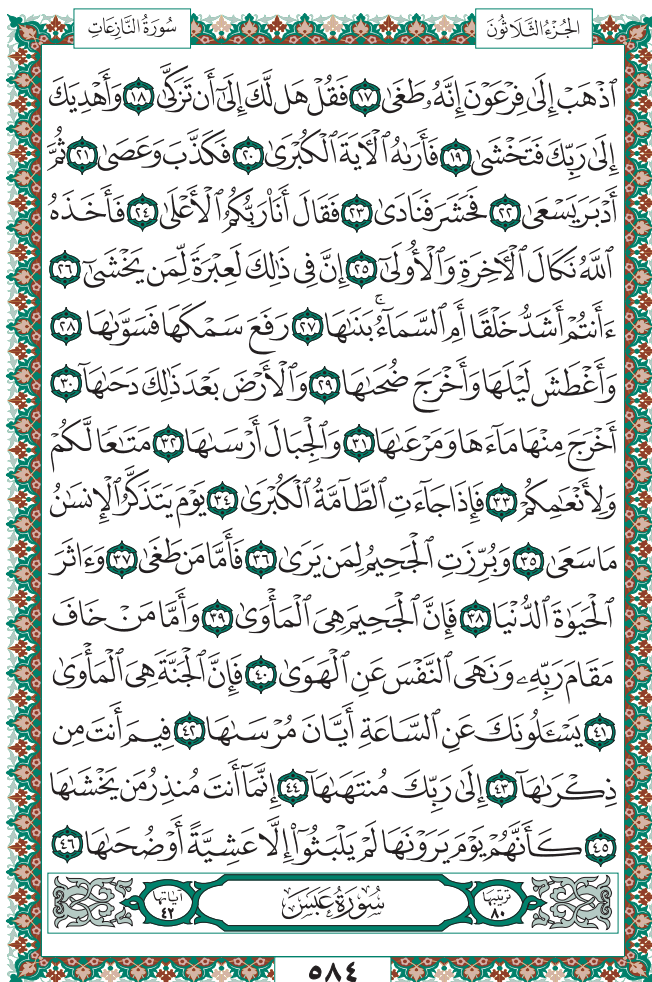 الجُزْءُ الثَّلَاثُونَ
سُورَةُ النَّازِعَاتِ
ٱذۡهَبۡ إِلَىٰ فِرۡعَوۡنَ إِنَّهُۥ طَغَىٰ ١٧ فَقُلۡ هَل لَّكَ إِلَىٰٓ أَن تَزَكَّىٰ ١٨ وَأَهۡدِيَكَ
إِلَىٰ رَبِّكَ فَتَخۡشَىٰ ١٩ فَأَرَىٰهُ ٱلۡأٓيَةَ ٱلۡكُبۡرَىٰ ٢٠ فَكَذَّبَ وَعَصَىٰ ٢١ ثُمَّ
أَدۡبَرَ يَسۡعَىٰ ٢٢ فَحَشَرَ فَنَادَىٰ ٢٣ فَقَالَ أَنَا۠ رَبُّكُمُ ٱلۡأَعۡلَىٰ ٢٤ فَأَخَذَهُ
ٱللَّهُ نَكَالَ ٱلۡأٓخِرَةِ وَٱلۡأُولَىٰٓ ٢٥ إِنَّ فِي ذَٰلِكَ لَعِبۡرَةٗ لِّمَن يَخۡشَىٰٓ ٢٦
ءَأَنتُمۡ أَشَدُّ خَلۡقًا أَمِ ٱلسَّمَآءُۚ بَنَىٰهَا ٢٧ رَفَعَ سَمۡكَهَا فَسَوَّىٰهَا ٢٨
وَأَغۡطَشَ لَيۡلَهَا وَأَخۡرَجَ ضُحَىٰهَا ٢٩ وَٱلۡأَرۡضَ بَعۡدَ ذَٰلِكَ دَحَىٰهَآ ٣٠
أَخۡرَجَ مِنۡهَا مَآءَهَا وَمَرۡعَىٰهَا ٣١ وَٱلۡجِبَالَ أَرۡسَىٰهَا ٣٢ مَتَٰعٗا لَّكُمۡ
وَلِأَنۡعَٰمِكُمۡ ٣٣ فَإِذَا جَآءَتِ ٱلطَّآمَّةُ ٱلۡكُبۡرَىٰ ٣٤ يَوۡمَ يَتَذَكَّرُ ٱلۡإِنسَٰنُ
مَا سَعَىٰ ٣٥ وَبُرِّزَتِ ٱلۡجَحِيمُ لِمَن يَرَىٰ ٣٦ فَأَمَّا مَن طَغَىٰ ٣٧ وَءَاثَرَ
ٱلۡحَيَوٰةَ ٱلدُّنۡيَا ٣٨ فَإِنَّ ٱلۡجَحِيمَ هِيَ ٱلۡمَأۡوَىٰ ٣٩ وَأَمَّا مَنۡ خَافَ
مَقَامَ رَبِّهِۦ وَنَهَى ٱلنَّفۡسَ عَنِ ٱلۡهَوَىٰ ٤٠ فَإِنَّ ٱلۡجَنَّةَ هِيَ ٱلۡمَأۡوَىٰ
٤١ يَسۡـَٔلُونَكَ عَنِ ٱلسَّاعَةِ أَيَّانَ مُرۡسَىٰهَا ٤٢ فِيمَ أَنتَ مِن
ذِكۡرَىٰهَآ ٤٣ إِلَىٰ رَبِّكَ مُنتَهَىٰهَآ ٤٤ إِنَّمَآ أَنتَ مُنذِرُ مَن يَخۡشَىٰهَا
٤٥ كَأَنَّهُمۡ يَوۡمَ يَرَوۡنَهَا لَمۡ يَلۡبَثُوٓاْ إِلَّا عَشِيَّةً أَوۡ ضُحَىٰهَا ٤٦
ترتيبها ٨٠ سُورَةُ عَبَسَ آياتها ٤٢
٥٨٤